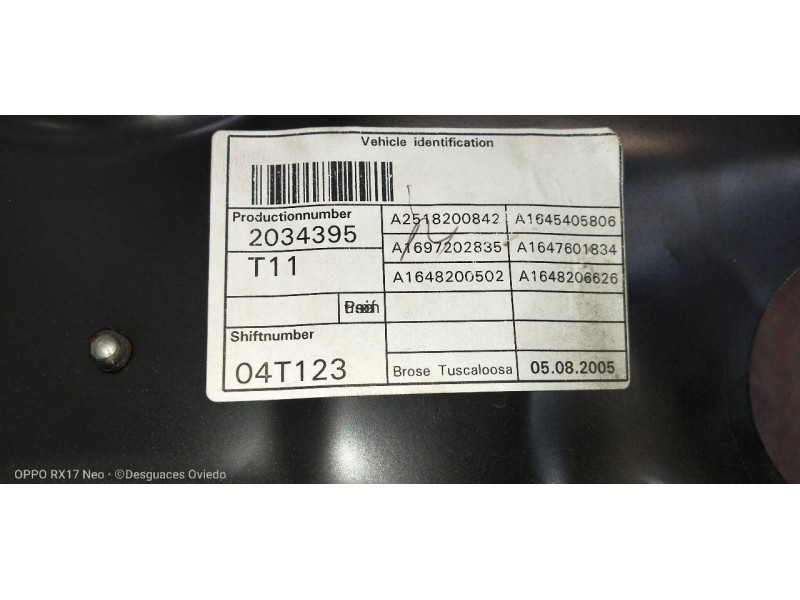 Vehicle identification
Productionnumber
2034395
T11
A2518200842 A1645405806
A1697202835 A1647601834
A1648200502 A1648206626
Shiftnumber
04T123
Brose Tuscaloosa 05.08.2005
OPPO RX17 Neo · ©Desguaces Oviedo